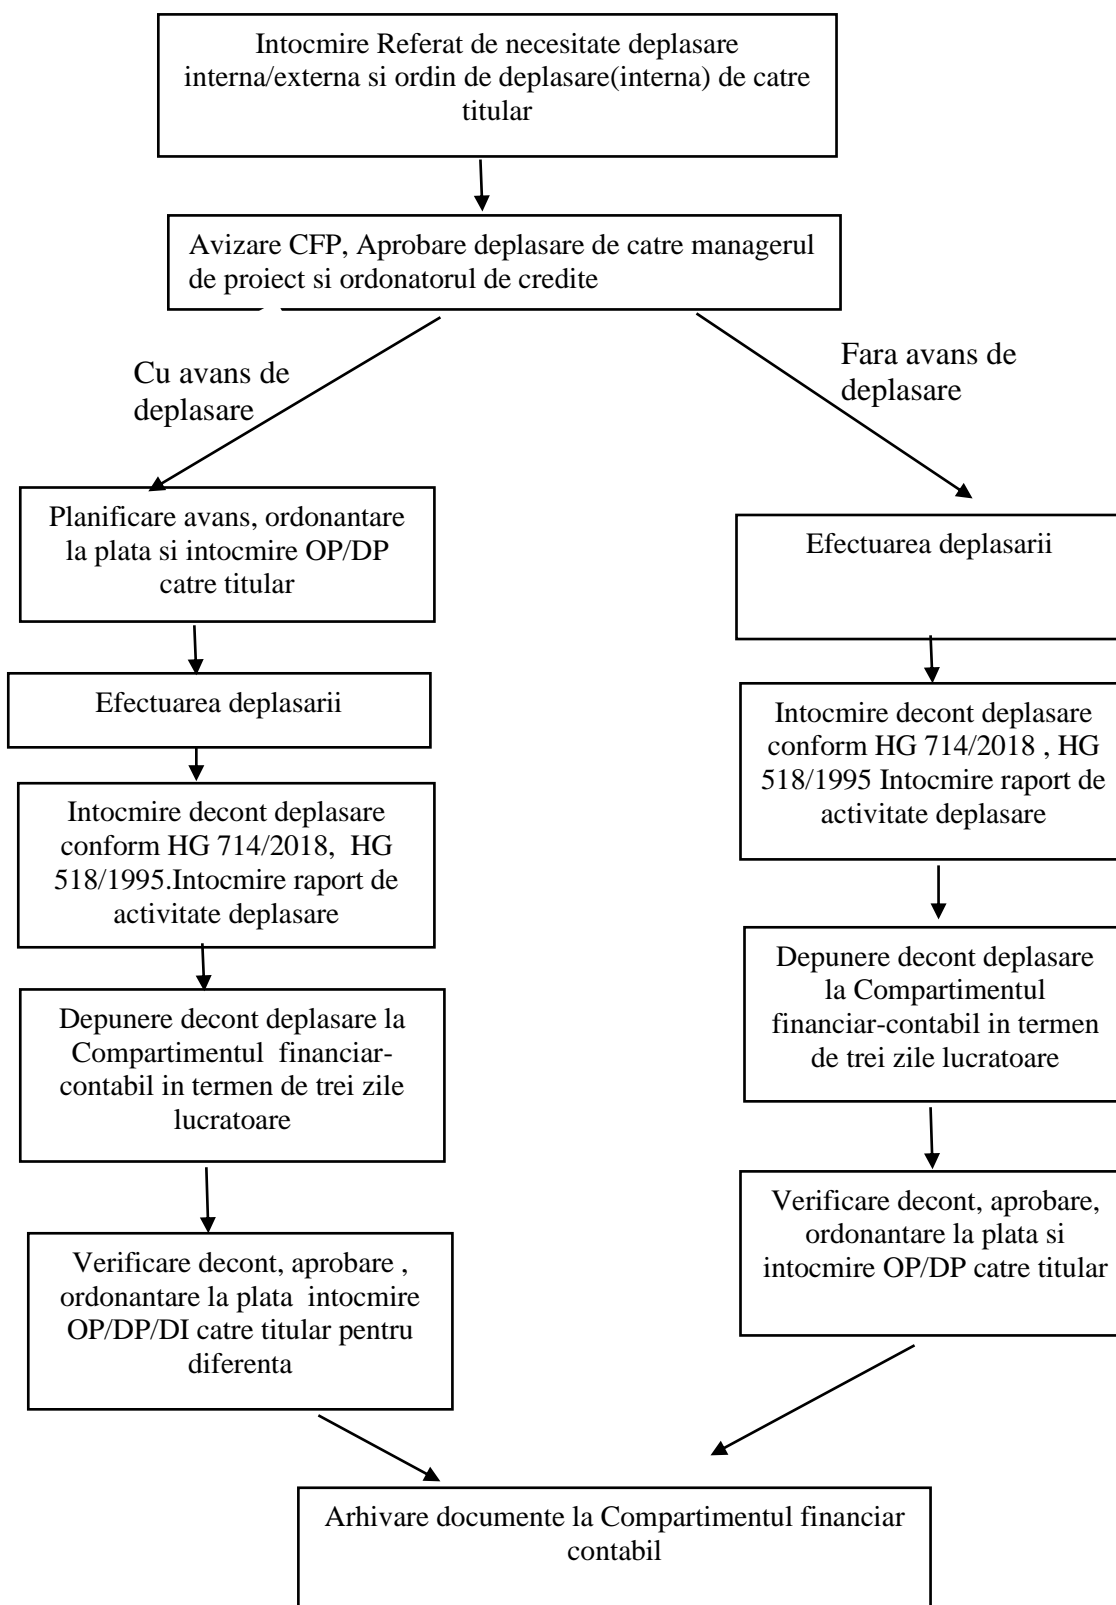 Intocmire Referat de necesitate deplasare
interna/externa si ordin de deplasare(interna) de catre
titular
Avizare CFP, Aprobare deplasare de catre managerul
de proiect si ordonatorul de credite
Cu avans de
deplasare
Fara avans de
deplasare
Planificare avans, ordonantare
la plata si intocmire OP/DP
catre titular
Efectuarea deplasarii
Intocmire decont deplasare
conform HG 714/2018, HG
518/1995.Intocmire raport de
activitate deplasare
Depunere decont deplasare la
Compartimentul financiar-
contabil in termen de trei zile
lucratoare
Verificare decont, aprobare ,
ordonantare la plata intocmire
OP/DP/DI catre titular pentru
diferenta
Efectuarea deplasarii
Intocmire decont deplasare
conform HG 714/2018 , HG
518/1995 Intocmire raport de
activitate deplasare
Depunere decont deplasare
la Compartimentul
financiar-contabil in termen
de trei zile lucratoare
Verificare decont, aprobare,
ordonantare la plata si
intocmire OP/DP catre titular
Arhivare documente la Compartimentul financiar
contabil